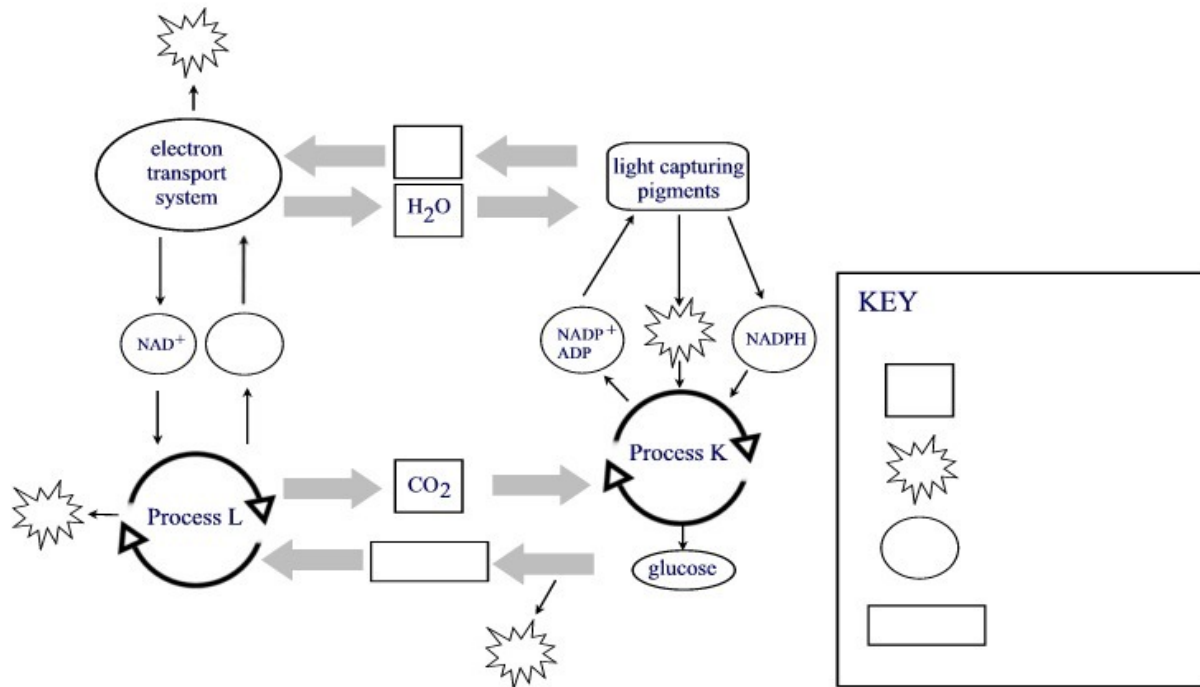 electron
transport
system
light capturing
pigments
H₂O
NAD⁺
NADP⁺
ADP
NADPH
KEY
Process K
Process L
CO₂
glucose